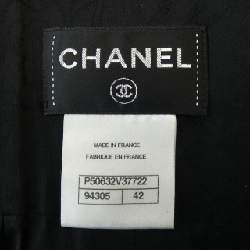 CHANEL
MADE IN FRANCE
FABRIQUE EN FRANCE
P50632V37722
94305 42